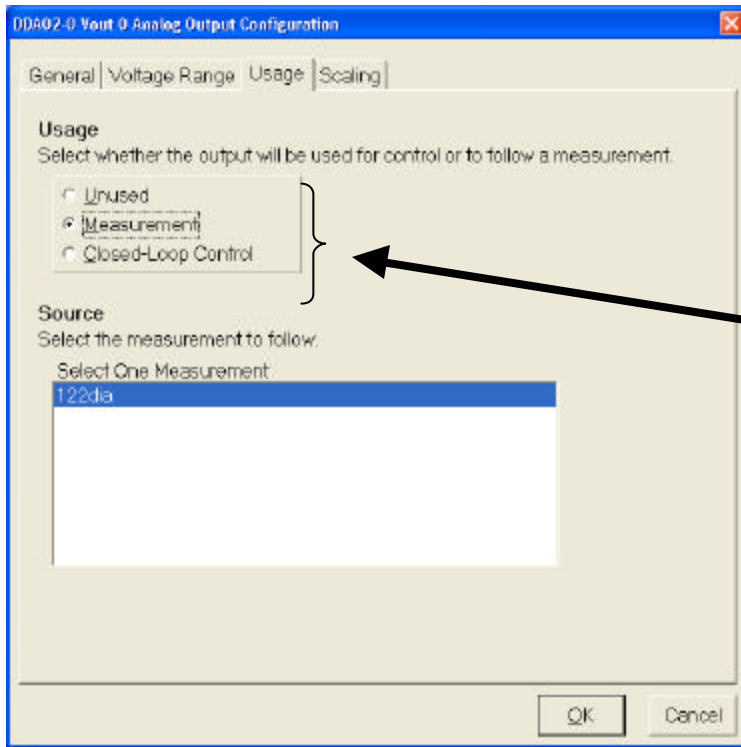 DDA02-0 Vout 0 Analog Output Configuration
General Voltage Range Usage Scaling
Usage
Select whether the output will be used for control or to follow a measurement.
Unused
Measurement
Closed-Loop Control
Source
Select the measurement to follow.
Select One Measurement
122dia
OK Cancel